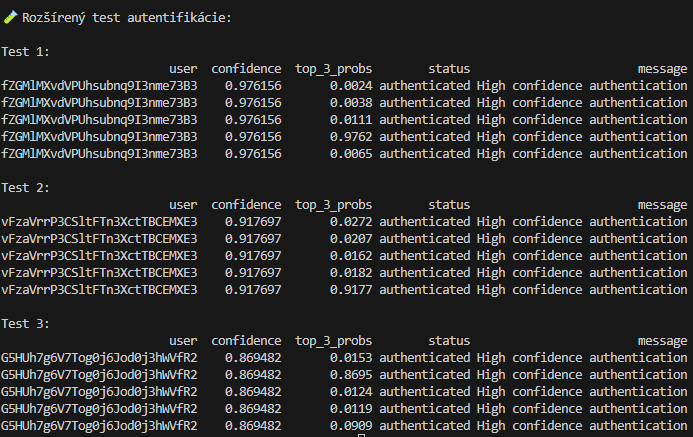 🧪 Rozšírený test autentifikácie:
Test 1:
user confidence top_3_probs status message
fZGMlMXvdVPUhsubnq9I3nme73B3 0.976156 0.0024 authenticated High confidence authentication
fZGMlMXvdVPUhsubnq9I3nme73B3 0.976156 0.0038 authenticated High confidence authentication
fZGMlMXvdVPUhsubnq9I3nme73B3 0.976156 0.0111 authenticated High confidence authentication
fZGMlMXvdVPUhsubnq9I3nme73B3 0.976156 0.9762 authenticated High confidence authentication
fZGMlMXvdVPUhsubnq9I3nme73B3 0.976156 0.0065 authenticated High confidence authentication
Test 2:
user confidence top_3_probs status message
vFzaVrrP3CSltFTn3XctTBCEMXE3 0.917697 0.0272 authenticated High confidence authentication
vFzaVrrP3CSltFTn3XctTBCEMXE3 0.917697 0.0207 authenticated High confidence authentication
vFzaVrrP3CSltFTn3XctTBCEMXE3 0.917697 0.0162 authenticated High confidence authentication
vFzaVrrP3CSltFTn3XctTBCEMXE3 0.917697 0.0182 authenticated High confidence authentication
vFzaVrrP3CSltFTn3XctTBCEMXE3 0.917697 0.9177 authenticated High confidence authentication
Test 3:
user confidence top_3_probs status message
G5HUh7g6V7Tog0j6Jod0j3hWVfR2 0.869482 0.0153 authenticated High confidence authentication
G5HUh7g6V7Tog0j6Jod0j3hWVfR2 0.869482 0.8695 authenticated High confidence authentication
G5HUh7g6V7Tog0j6Jod0j3hWVfR2 0.869482 0.0124 authenticated High confidence authentication
G5HUh7g6V7Tog0j6Jod0j3hWVfR2 0.869482 0.0119 authenticated High confidence authentication
G5HUh7g6V7Tog0j6Jod0j3hWVfR2 0.869482 0.0909 authenticated High confidence authentication